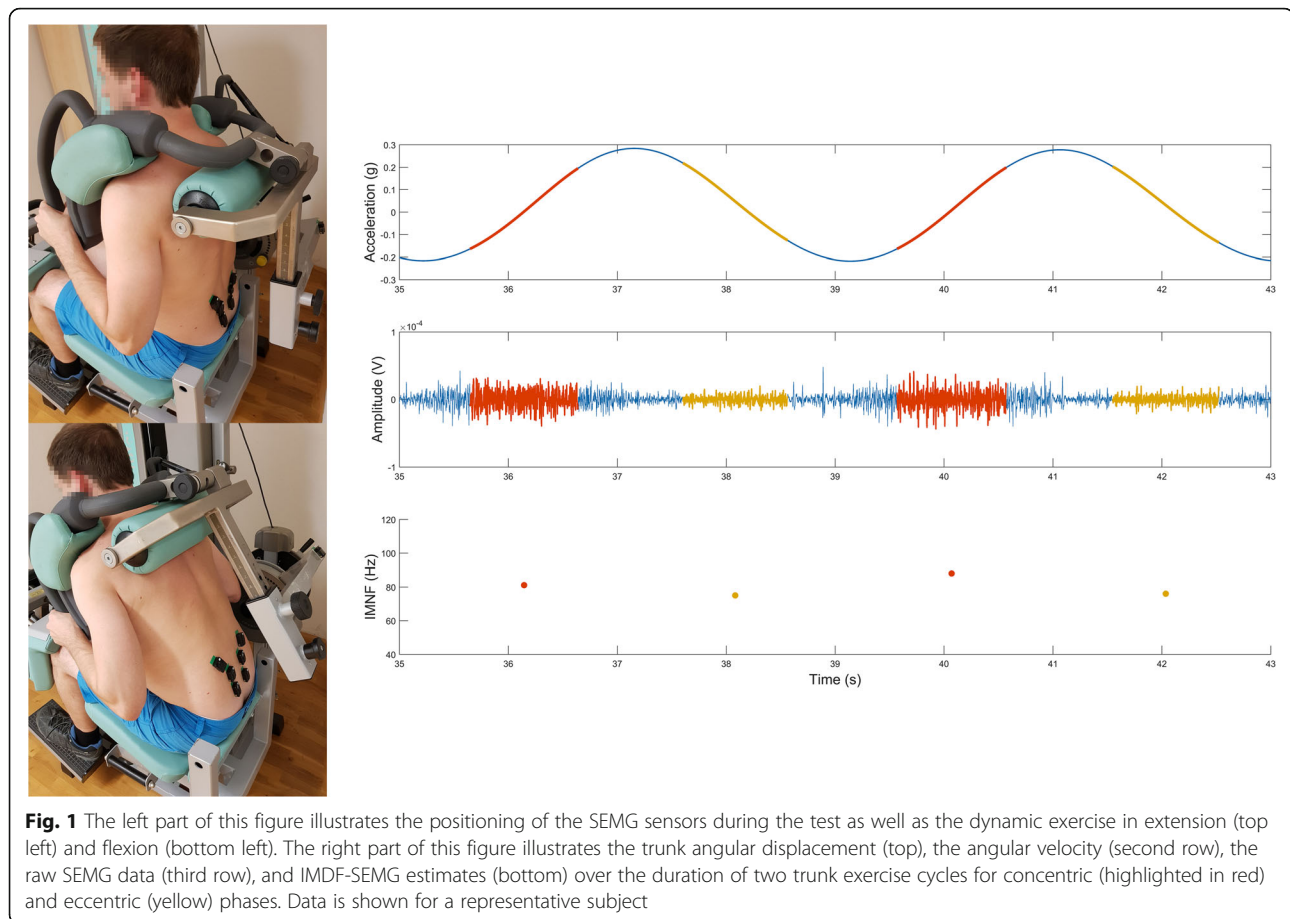 Acceleration (g)
0.3
0.2
0.1
0
-0.1
-0.2
-0.3
35 36 37 38 39 40 41 42 43
Amplitude (V)
×10⁻⁴
1
0
-1
35 36 37 38 39 40 41 42 43
IMNF (Hz)
120
100
80
60
40
35 36 37 38 39 40 41 42 43
Time (s)
Fig. 1 The left part of this figure illustrates the positioning of the SEMG sensors during the test as well as the dynamic exercise in extension (top
left) and flexion (bottom left). The right part of this figure illustrates the trunk angular displacement (top), the angular velocity (second row), the
raw SEMG data (third row), and IMDF-SEMG estimates (bottom) over the duration of two trunk exercise cycles for concentric (highlighted in red)
and eccentric (yellow) phases. Data is shown for a representative subject